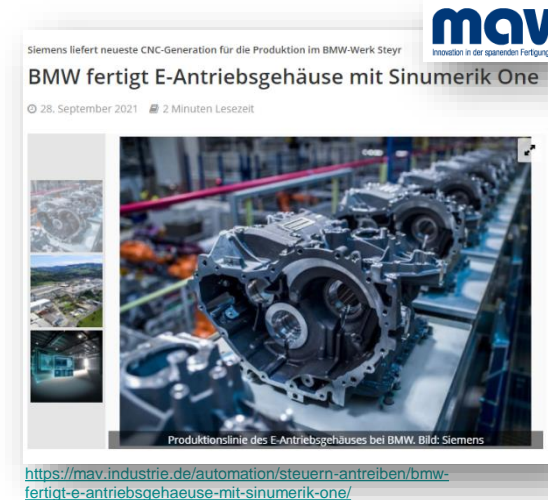 mav
Innovation in der spanenden Fertigung
Siemens liefert neueste CNC-Generation für die Produktion im BMW-Werk Steyr
BMW fertigt E-Antriebsgehäuse mit Sinumerik One
28. September 2021 2 Minuten Lesezeit
Produktionslinie des E-Antriebsgehäuses bei BMW. Bild: Siemens
https://mav.industrie.de/automation/steuern-antreiben/bmw-
fertigt-e-antriebsgehaeuse-mit-sinumerik-one/